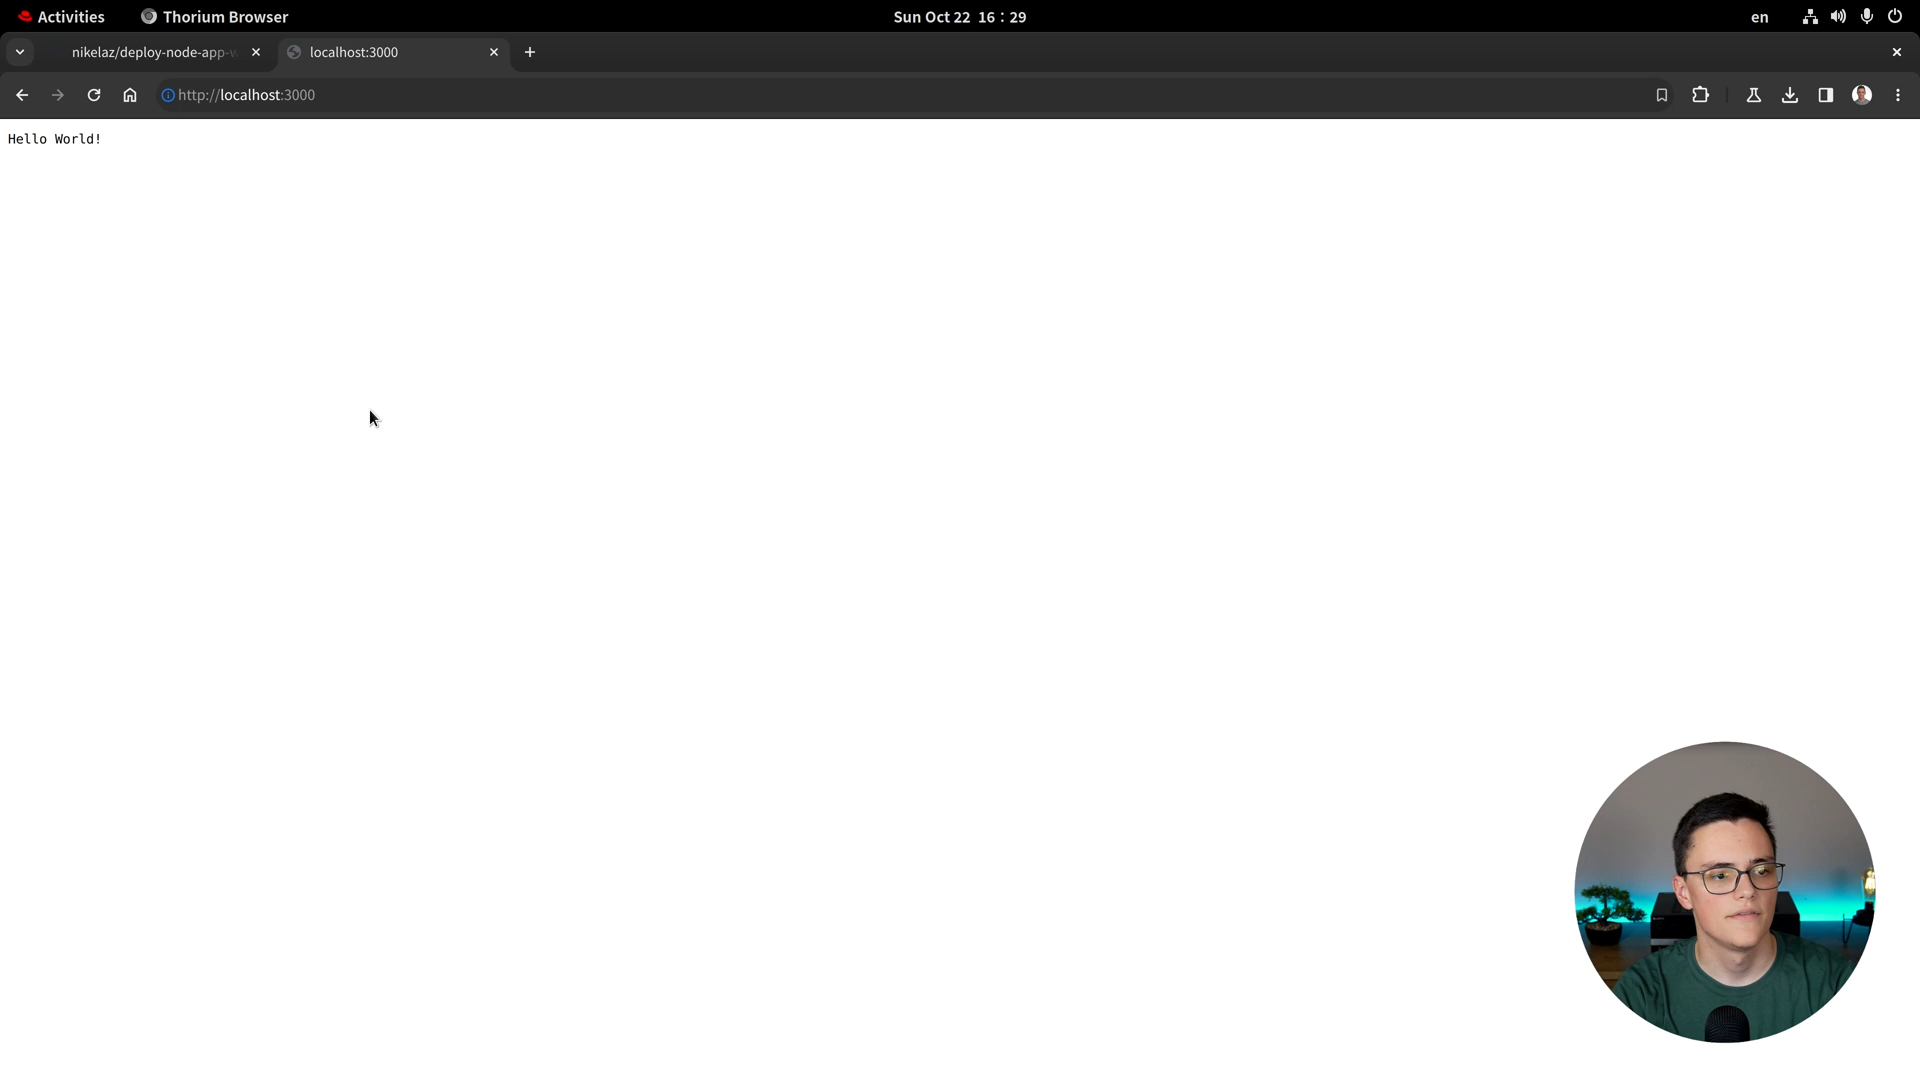 Activities
Thorium Browser
Sun Oct 22 16 : 29
en
nikelaz/deploy-node-app-w
localhost:3000
http://localhost:3000
Hello World!